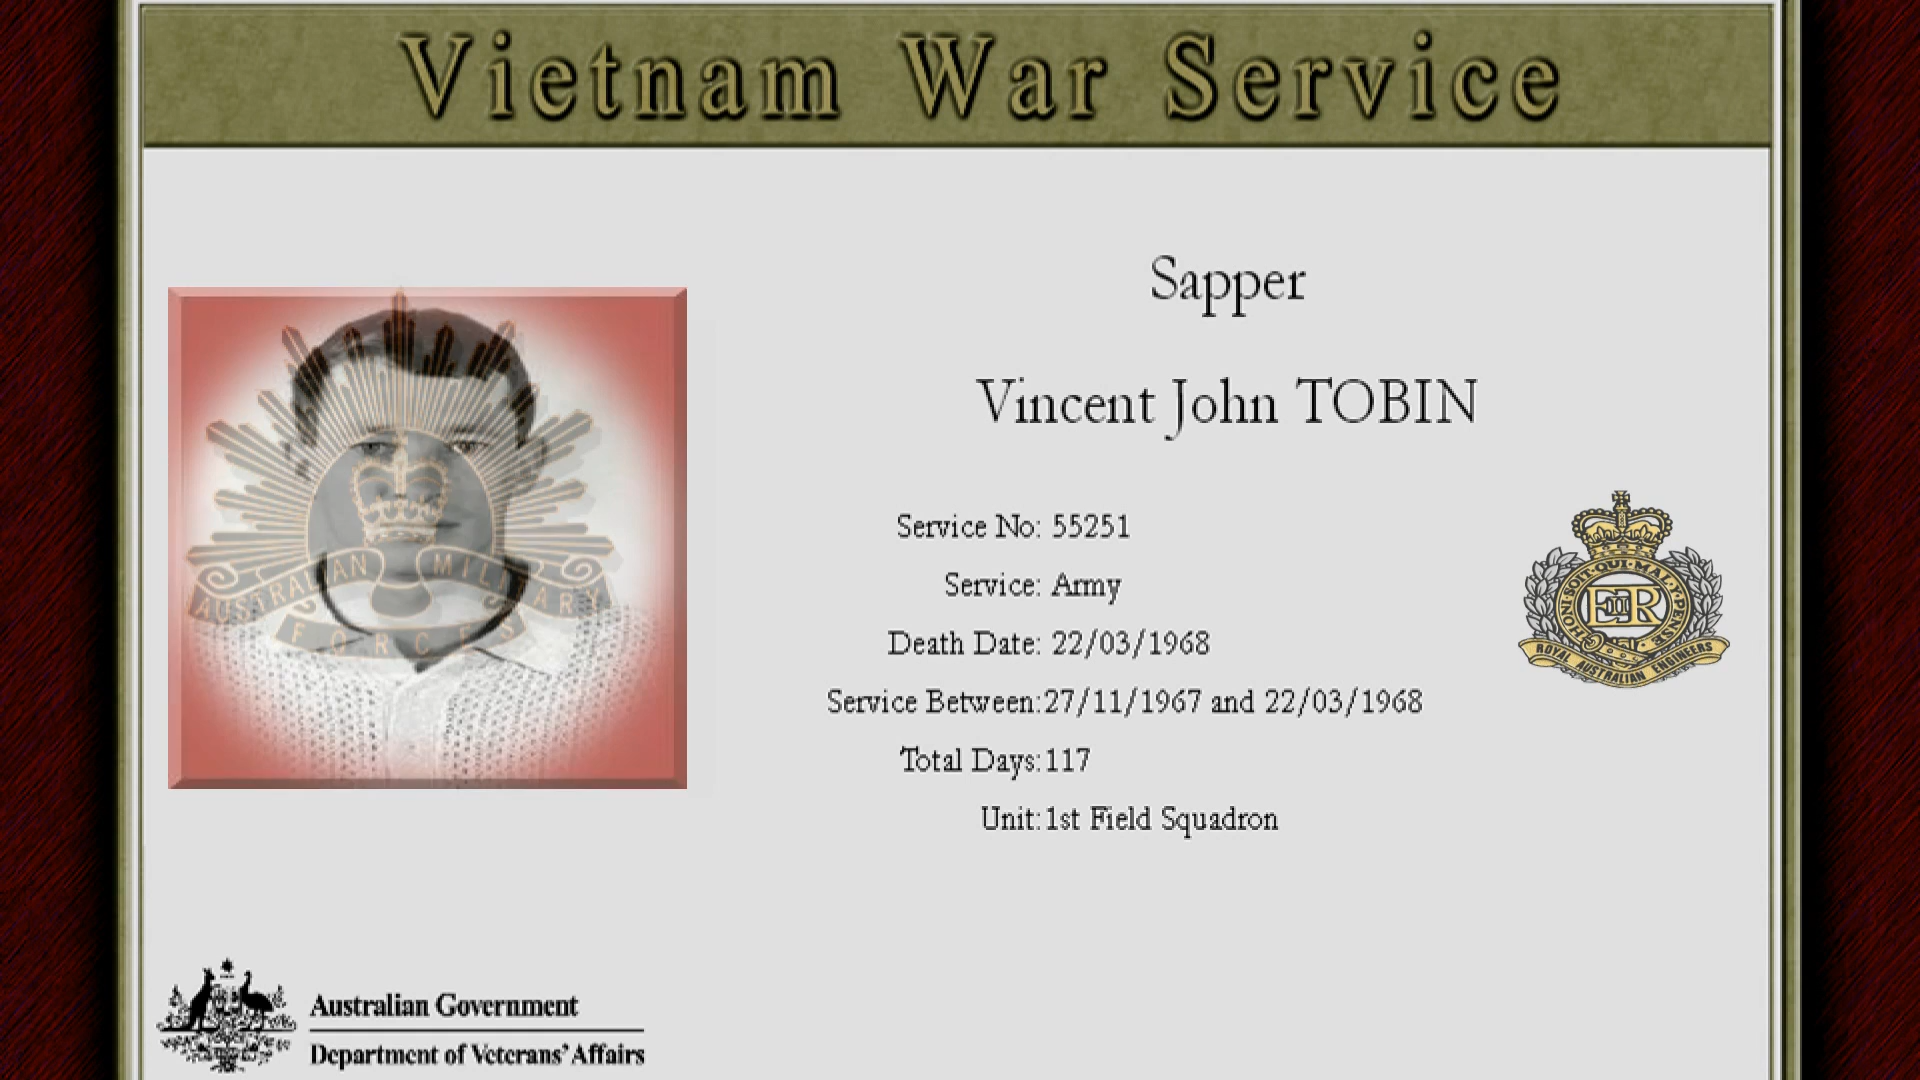 Vietnam War Service
Sapper
Vincent John TOBIN
Service No: 55251
Service: Army
Death Date: 22/03/1968
Service Between:27/11/1967 and 22/03/1968
Total Days:117
Unit:1st Field Squadron
AUSTRALIAN MILITARY
FORCES
HONI·SOIT·QUI·MAL·Y·PENSE
EIIR
ROYAL AUSTRALIAN ENGINEERS
Australian Government
Department of Veterans' Affairs